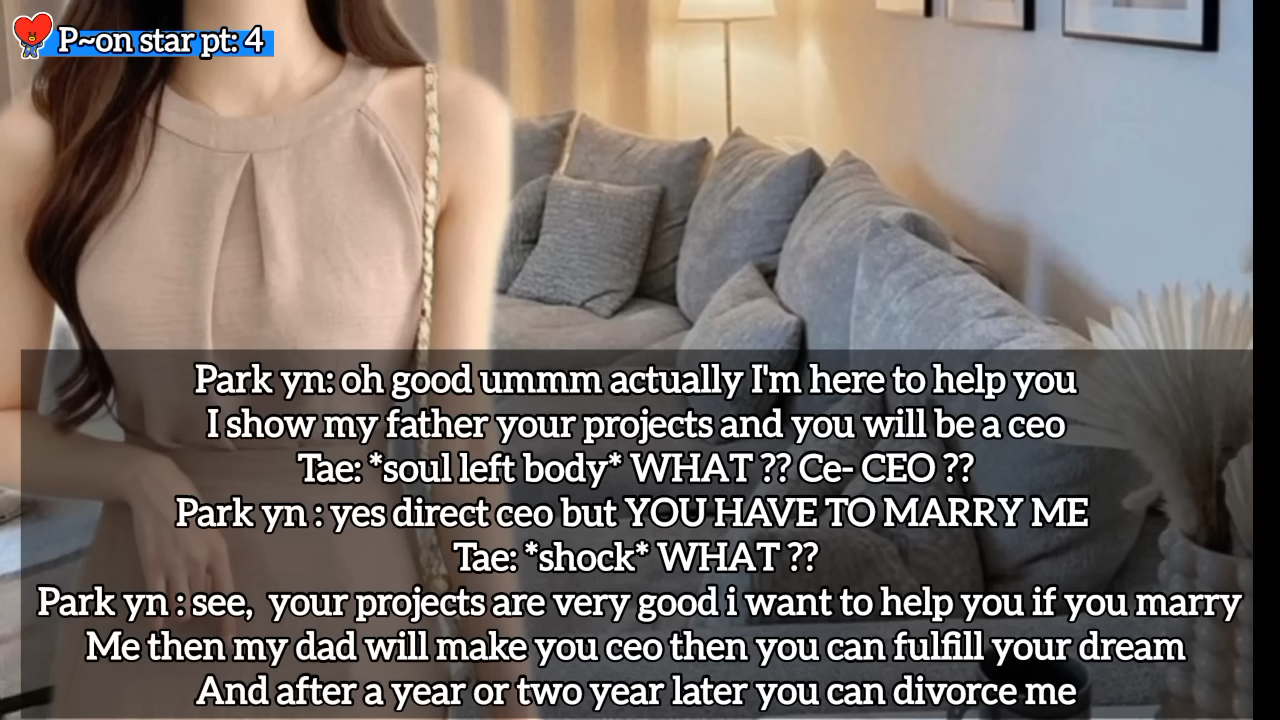 P~on star pt: 4
Park yn: oh good ummm actually I'm here to help you
I show my father your projects and you will be a ceo
Tae: *soul left body* WHAT ?? Ce- CEO ??
Park yn : yes direct ceo but YOU HAVE TO MARRY ME
Tae: *shock* WHAT ??
Park yn : see, your projects are very good i want to help you if you marry
Me then my dad will make you ceo then you can fulfill your dream
And after a year or two year later you can divorce me